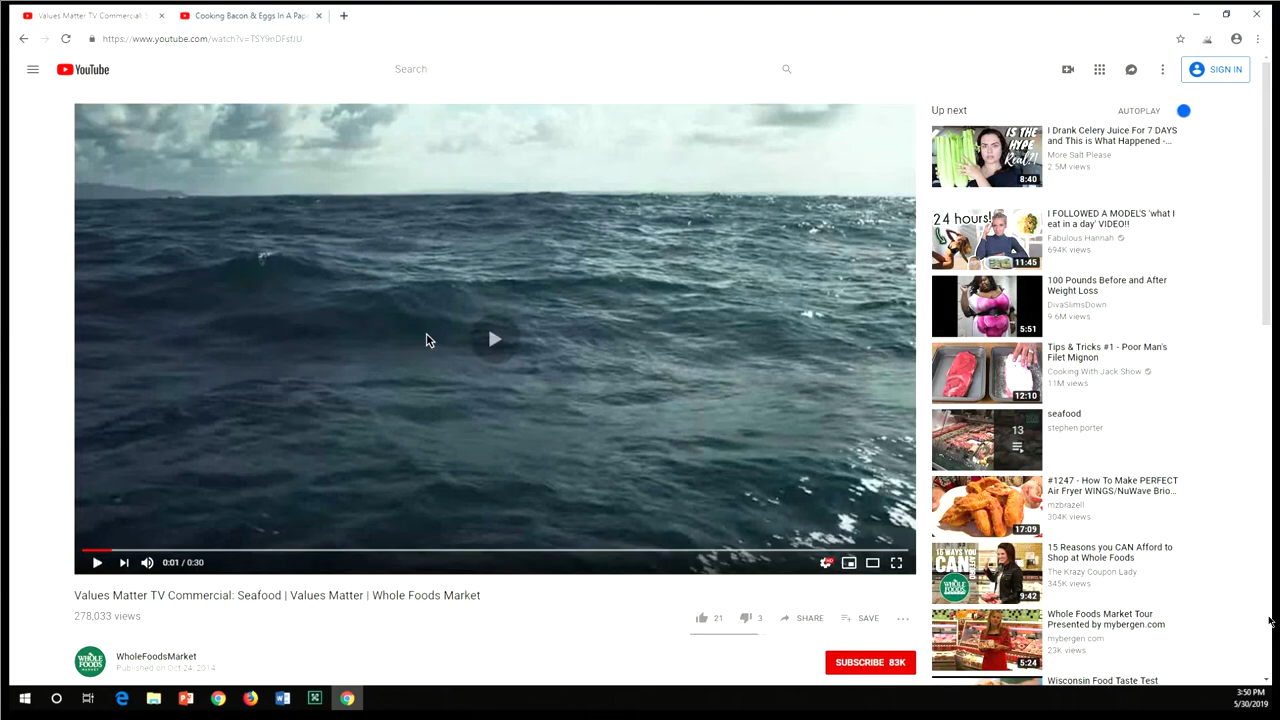 Values Matter TV Commercial: S
Cooking Bacon & Eggs In A Pap
https://www.youtube.com/watch?v=TSY9nDFsfJU
YouTube
Search
SIGN IN
Up next
AUTOPLAY
IS THE
HYPE
Real?!
8:40
I Drank Celery Juice For 7 DAYS
and This is What Happened -...
More Salt Please
2.5M views
24 hours!
11:45
I FOLLOWED A MODEL'S 'what I
eat in a day' VIDEO!!
Fabulous Hannah
694K views
5:51
100 Pounds Before and After
Weight Loss
DivaSlimsDown
9.6M views
12:10
Tips & Tricks #1 - Poor Man's
Filet Mignon
Cooking With Jack Show
11M views
13
seafood
stephen porter
17:09
#1247 - How To Make PERFECT
Air Fryer WINGS/NuWave Brio...
mzbrazell
304K views
15 WAYS YOU
CAN AFFORD
WHOLE
FOODS
9:42
15 Reasons you CAN Afford to
Shop at Whole Foods
The Krazy Coupon Lady
345K views
5:24
Whole Foods Market Tour
Presented by mybergen.com
mybergen com
23K views
Wisconsin Food Taste Test
0:01 / 0:30
HD
Values Matter TV Commercial: Seafood | Values Matter | Whole Foods Market
278,033 views
21
3
SHARE
SAVE
WHOLE
FOODS
MARKET
WholeFoodsMarket
Published on Oct 24, 2014
SUBSCRIBE 83K
3:50 PM
5/30/2019